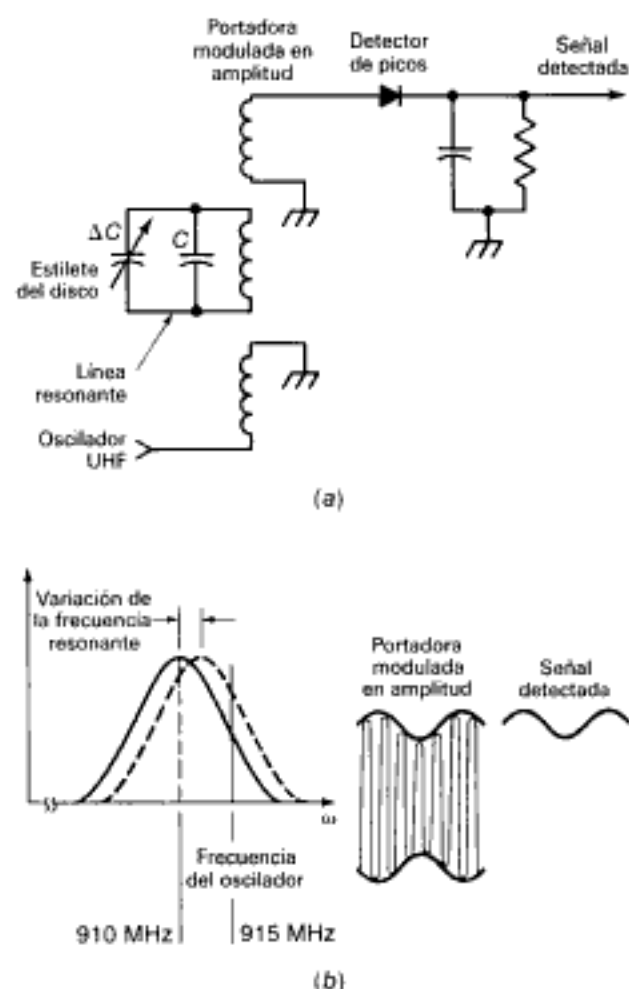 Portadora
modulada en
amplitud
Detector
de picos
Señal
detectada
ΔC
C
Estilete
del disco
Línea
resonante
Oscilador
UHF
(a)
Variación de
la frecuencia
resonante
Portadora
modulada
en amplitud
Señal
detectada
ω
Frecuencia
del oscilador
910 MHz
915 MHz
(b)